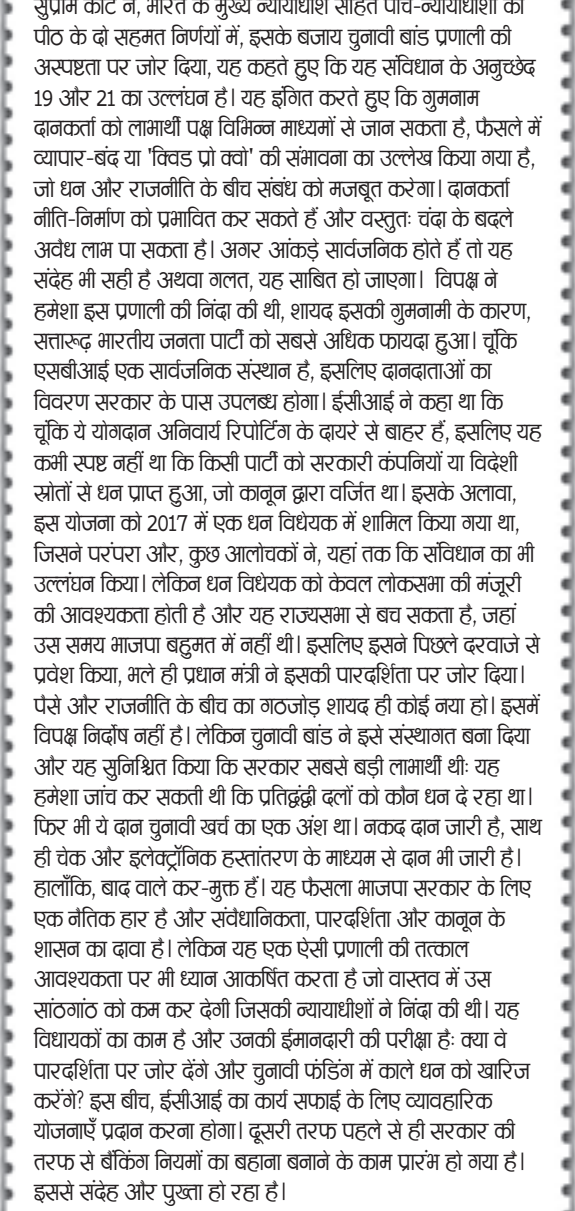 सुप्रीम कोर्ट ने, भारत के मुख्य न्यायाधीश सहित पांच-न्यायाधीशों की
पीठ के दो सहमत निर्णयों में, इसके बजाय चुनावी बांड प्रणाली की
अस्पष्टता पर जोर दिया, यह कहते हुए कि यह संविधान के अनुच्छेद
19 और 21 का उल्लंघन है। यह इंगित करते हुए कि गुमनाम
दानकर्ता को लाभार्थी पक्ष विभिन्न माध्यमों से जान सकता है, फैसले में
व्यापार-बंद या 'क्विड प्रो क्वो' की संभावना का उल्लेख किया गया है,
जो धन और राजनीति के बीच संबंध को मजबूत करेगा। दानकर्ता
नीति-निर्माण को प्रभावित कर सकते हैं और वस्तुतः चंदा के बदले
अवैध लाभ पा सकता है। अगर आंकड़े सार्वजनिक होते हैं तो यह
संदेह भी सही है अथवा गलत, यह साबित हो जाएगा। विपक्ष ने
हमेशा इस प्रणाली की निंदा की थी, शायद इसकी गुमनामी के कारण,
सत्तारूढ़ भारतीय जनता पार्टी को सबसे अधिक फायदा हुआ। चूंकि
एसबीआई एक सार्वजनिक संस्थान है, इसलिए दानदाताओं का
विवरण सरकार के पास उपलब्ध होगा। ईसीआई ने कहा था कि
चूंकि ये योगदान अनिवार्य रिपोर्टिंग के दायरे से बाहर हैं, इसलिए यह
कभी स्पष्ट नहीं था कि किसी पार्टी को सरकारी कंपनियों या विदेशी
स्रोतों से धन प्राप्त हुआ, जो कानून द्वारा वर्जित था। इसके अलावा,
इस योजना को 2017 में एक धन विधेयक में शामिल किया गया था,
जिसने परंपरा और, कुछ आलोचकों ने, यहां तक कि संविधान का भी
उल्लंघन किया। लेकिन धन विधेयक को केवल लोकसभा की मंजूरी
की आवश्यकता होती है और यह राज्यसभा से बच सकता है, जहां
उस समय भाजपा बहुमत में नहीं थी। इसलिए इसने पिछले दरवाजे से
प्रवेश किया, भले ही प्रधान मंत्री ने इसकी पारदर्शिता पर जोर दिया।
पैसे और राजनीति के बीच का गठजोड़ शायद ही कोई नया हो। इसमें
विपक्ष निर्दोष नहीं है। लेकिन चुनावी बांड ने इसे संस्थागत बना दिया
और यह सुनिश्चित किया कि सरकार सबसे बड़ी लाभार्थी थीः यह
हमेशा जांच कर सकती थी कि प्रतिद्वंद्वी दलों को कौन धन दे रहा था।
फिर भी ये दान चुनावी खर्च का एक अंश था। नकद दान जारी है, साथ
ही चेक और इलेक्ट्रॉनिक हस्तांतरण के माध्यम से दान भी जारी है।
हालाँकि, बाद वाले कर-मुक्त हैं। यह फैसला भाजपा सरकार के लिए
एक नैतिक हार है और संवैधानिकता, पारदर्शिता और कानून के
शासन का दावा है। लेकिन यह एक ऐसी प्रणाली की तत्काल
आवश्यकता पर भी ध्यान आकर्षित करता है जो वास्तव में उस
सांठगांठ को कम कर देगी जिसकी न्यायाधीशों ने निंदा की थी। यह
विधायकों का काम है और उनकी ईमानदारी की परीक्षा हैः क्या वे
पारदर्शिता पर जोर देंगे और चुनावी फंडिंग में काले धन को खारिज
करेंगे? इस बीच, ईसीआई का कार्य सफाई के लिए व्यावहारिक
योजनाएँ प्रदान करना होगा। दूसरी तरफ पहले से ही सरकार की
तरफ से बैंकिंग नियमों का बहाना बनाने के काम प्रारंभ हो गया है।
इससे संदेह और पुख्ता हो रहा है।